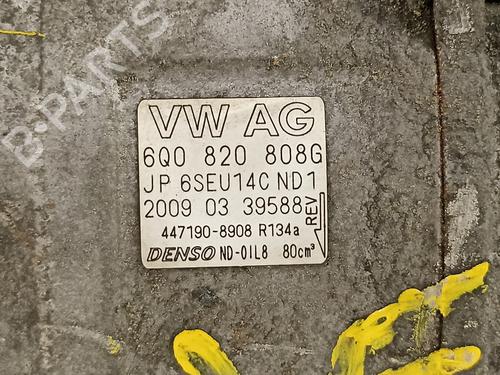 B-PARTS
VW AG
6Q0 820 808G
JP 6SEU14C ND1
2009 03 39588
REV
447190-8908 R134a
DENSO ND-OIL8 80cm³